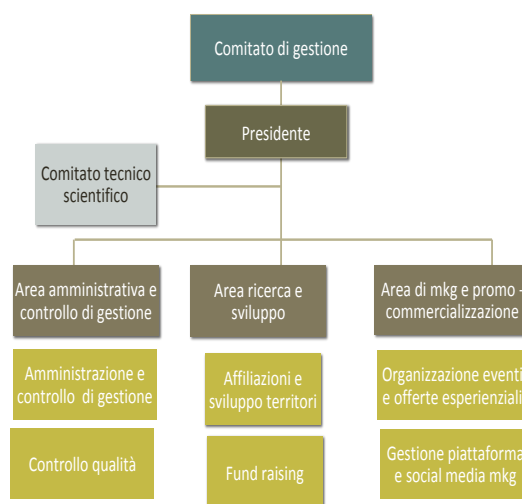 Comitato di gestione
Presidente
Comitato tecnico
scientifico
Area amministrativa e
controllo di gestione
Area ricerca e
sviluppo
Area di mkg e promo -
commercializzazione
Amministrazione e
controllo di gestione
Affiliazioni e
sviluppo territori
Organizzazione eventi
e offerte esperienziali
Controllo qualità
Fund raising
Gestione piattaforma
e social media mkg